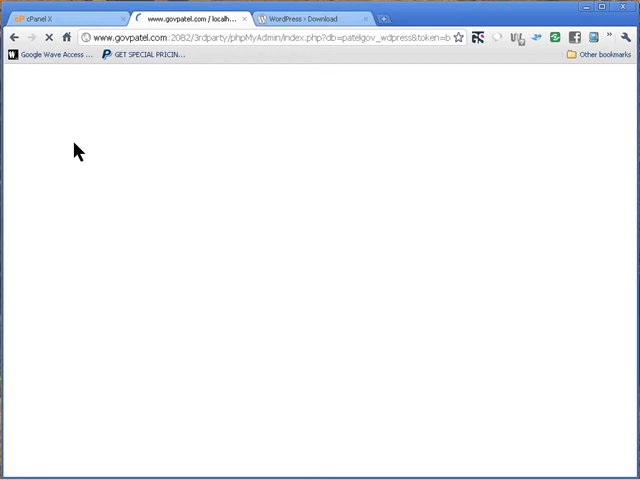 cPanel X
www.govpatel.com / localh...
WordPress › Download
www.govpatel.com:2082/3rdparty/phpMyAdmin/index.php?db=patelgov_wdpress&token=b
Google Wave Access ...
GET SPECIAL PRICIN...
Other bookmarks